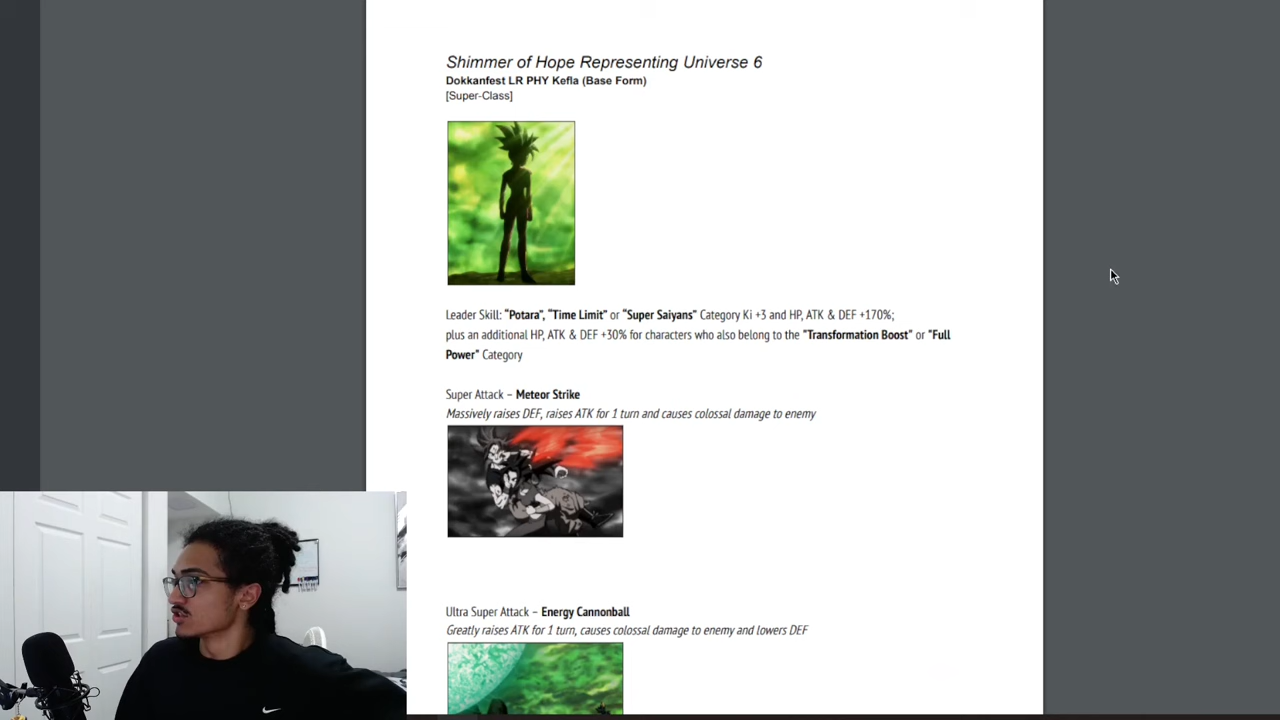 Shimmer of Hope Representing Universe 6
Dokkanfest LR PHY Kefla (Base Form)
[Super-Class]
Leader Skill: "Potara", "Time Limit" or "Super Saiyans" Category Ki +3 and HP, ATK & DEF +170%;
plus an additional HP, ATK & DEF +30% for characters who also belong to the "Transformation Boost" or "Full
Power" Category
Super Attack – Meteor Strike
Massively raises DEF, raises ATK for 1 turn and causes colossal damage to enemy
Ultra Super Attack – Energy Cannonball
Greatly raises ATK for 1 turn, causes colossal damage to enemy and lowers DEF